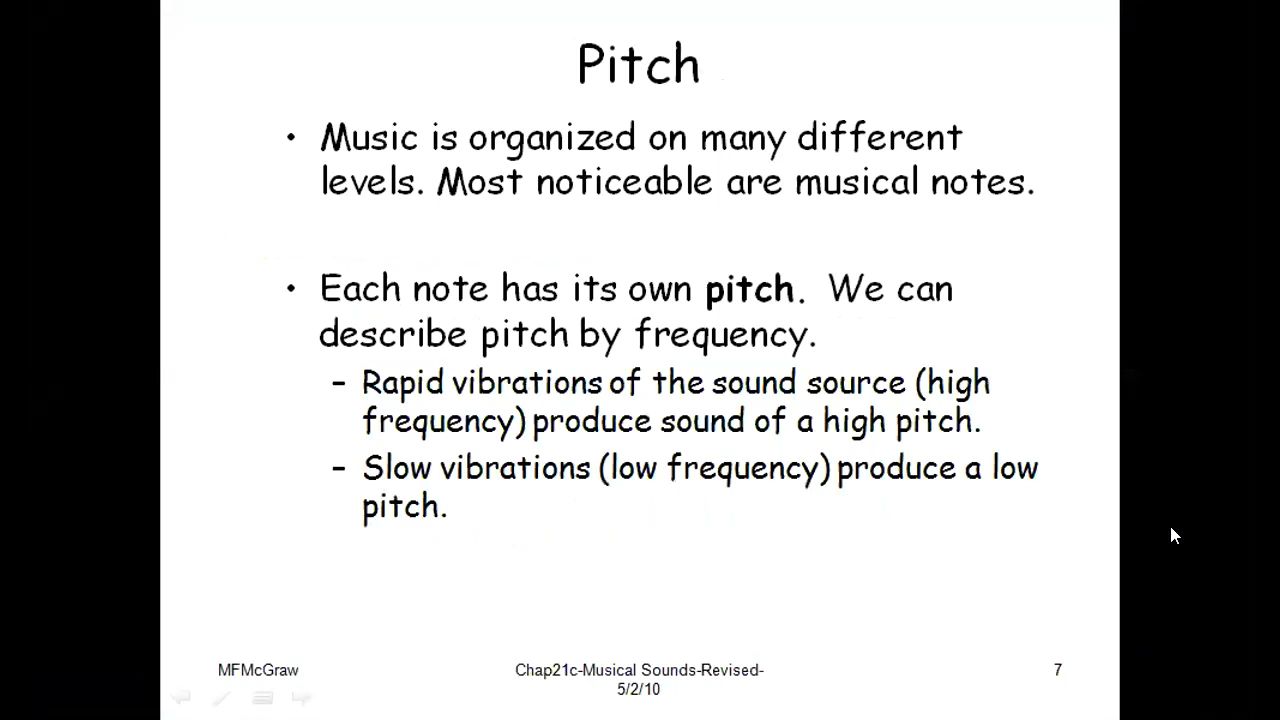 Pitch
• Music is organized on many different
levels. Most noticeable are musical notes.
• Each note has its own pitch. We can
describe pitch by frequency.
– Rapid vibrations of the sound source (high
frequency) produce sound of a high pitch.
– Slow vibrations (low frequency) produce a low
pitch.
MFMcGraw
Chap21c-Musical Sounds-Revised-
5/2/10
7